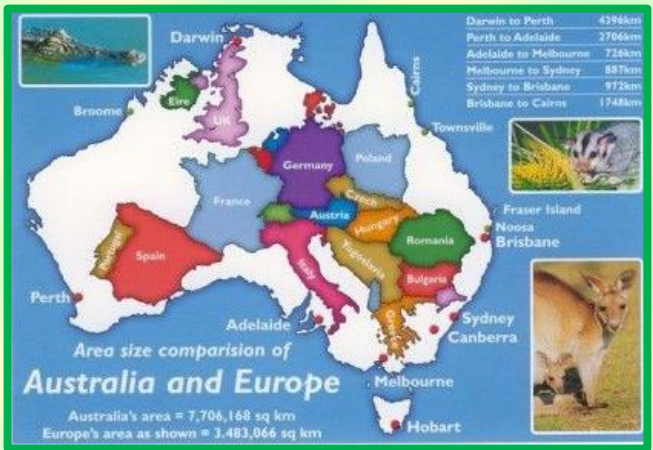 Darwin to Perth 4396km
Perth to Adelaide 2706km
Adelaide to Melbourne 726km
Melbourne to Sydney 887km
Sydney to Brisbane 972km
Brisbane to Cairns 1748km
Darwin
Broome
Eire
UK
Cairns
Townsville
Germany
Poland
France
Czech
Austria
Hungary
Romania
Portugal
Spain
Italy
Yugoslavia
Bulgaria
Greece
Fraser Island
Noosa
Brisbane
Perth
Adelaide
Sydney
Canberra
Melbourne
Hobart
Area size comparision of
Australia and Europe
Australia's area = 7,706,168 sq km
Europe's area as shown = 3.483,066 sq km